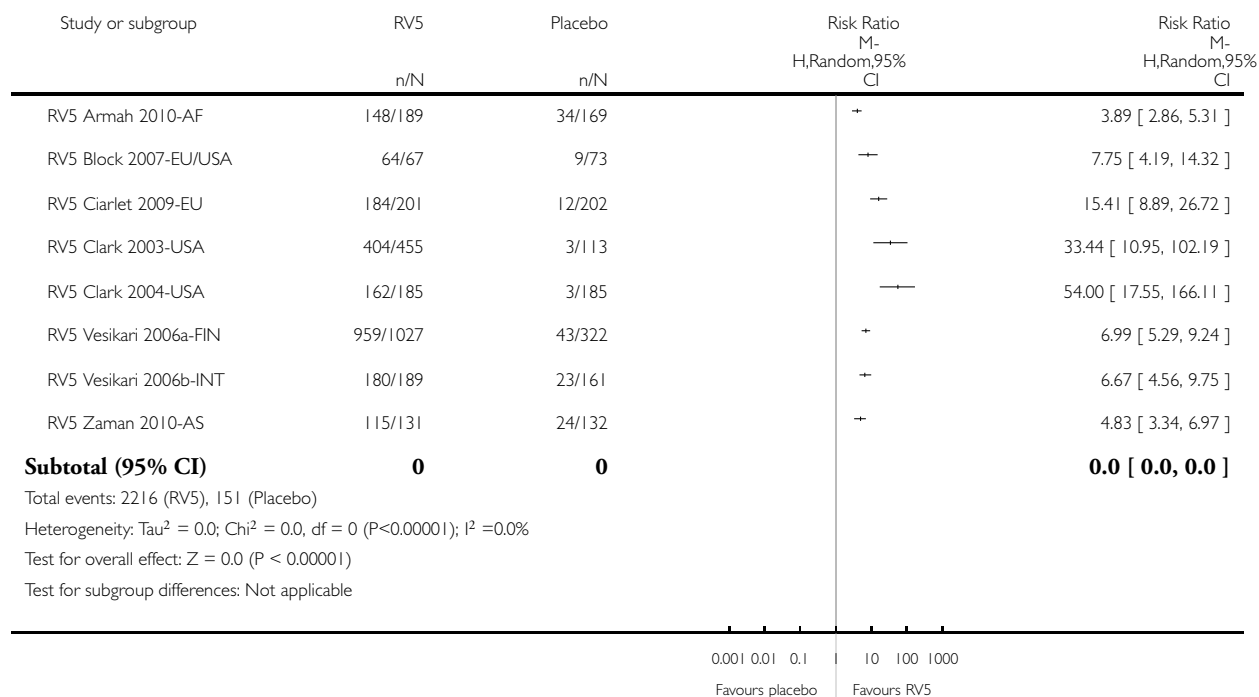 Study or subgroup RV5 Placebo Risk Ratio Risk Ratio
M- M-
H,Random,95% H,Random,95%
n/N n/N CI CI
RV5 Armah 2010-AF 148/189 34/169 3.89 [ 2.86, 5.31 ]
RV5 Block 2007-EU/USA 64/67 9/73 7.75 [ 4.19, 14.32 ]
RV5 Ciarlet 2009-EU 184/201 12/202 15.41 [ 8.89, 26.72 ]
RV5 Clark 2003-USA 404/455 3/113 33.44 [ 10.95, 102.19 ]
RV5 Clark 2004-USA 162/185 3/185 54.00 [ 17.55, 166.11 ]
RV5 Vesikari 2006a-FIN 959/1027 43/322 6.99 [ 5.29, 9.24 ]
RV5 Vesikari 2006b-INT 180/189 23/161 6.67 [ 4.56, 9.75 ]
RV5 Zaman 2010-AS 115/131 24/132 4.83 [ 3.34, 6.97 ]
Subtotal (95% CI) 0 0 0.0 [ 0.0, 0.0 ]
Total events: 2216 (RV5), 151 (Placebo)
Heterogeneity: Tau² = 0.0; Chi² = 0.0, df = 0 (P<0.00001); I² =0.0%
Test for overall effect: Z = 0.0 (P < 0.00001)
Test for subgroup differences: Not applicable
0.001 0.01 0.1 1 10 100 1000
Favours placebo Favours RV5